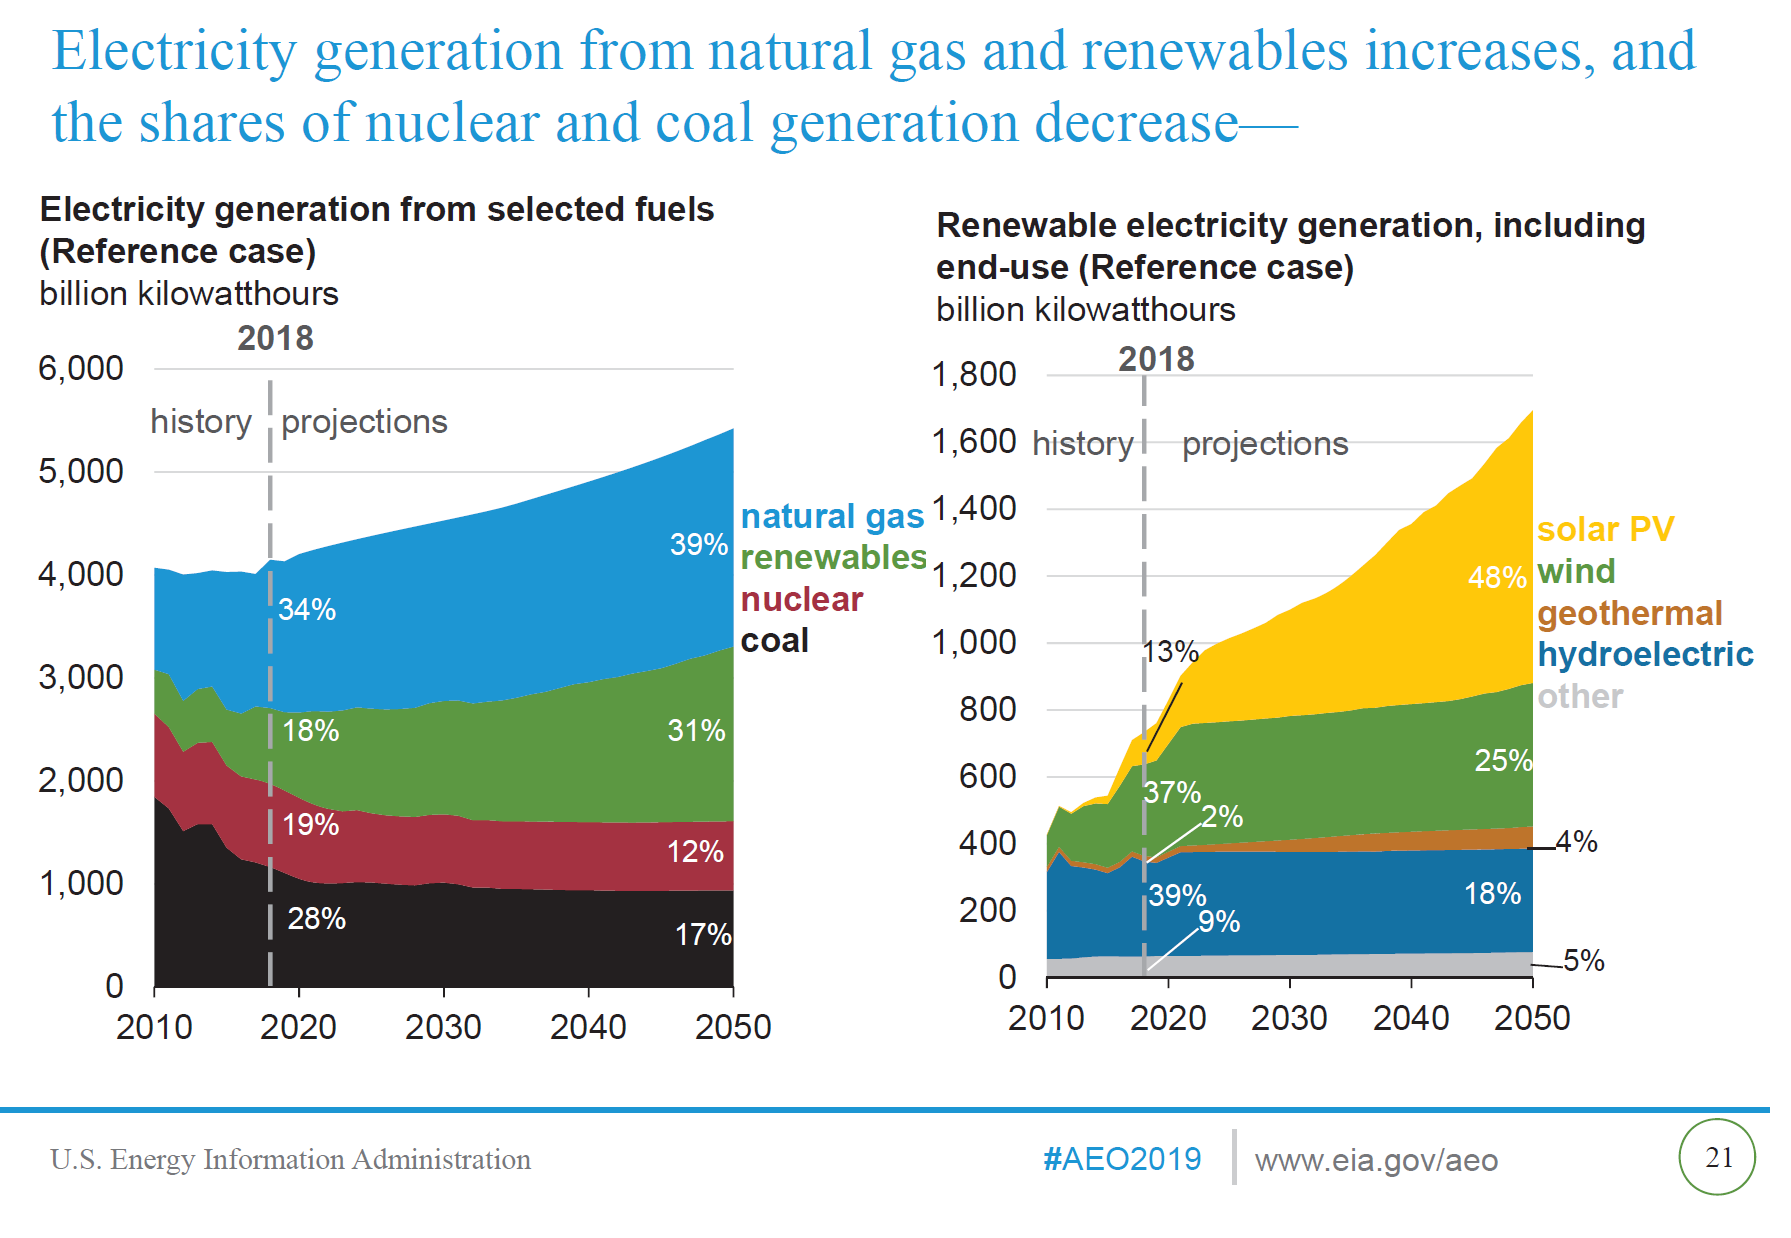 Electricity generation from natural gas and renewables increases, and
the shares of nuclear and coal generation decrease—
Electricity generation from selected fuels
(Reference case)
billion kilowatthours
2018
6,000
history
projections
5,000
4,000
3,000
2,000
1,000
0
34%
39%
18%
31%
19%
12%
28%
17%
natural gas
renewables
nuclear
coal
2010
2020
2030
2040
2050
Renewable electricity generation, including
end-use (Reference case)
billion kilowatthours
2018
1,800
1,600
history
projections
1,400
1,200
1,000
800
600
400
200
0
13%
48%
37%
25%
2%
4%
39%
18%
9%
5%
solar PV
wind
geothermal
hydroelectric
other
2010
2020
2030
2040
2050
U.S. Energy Information Administration
#AEO2019
www.eia.gov/aeo
21